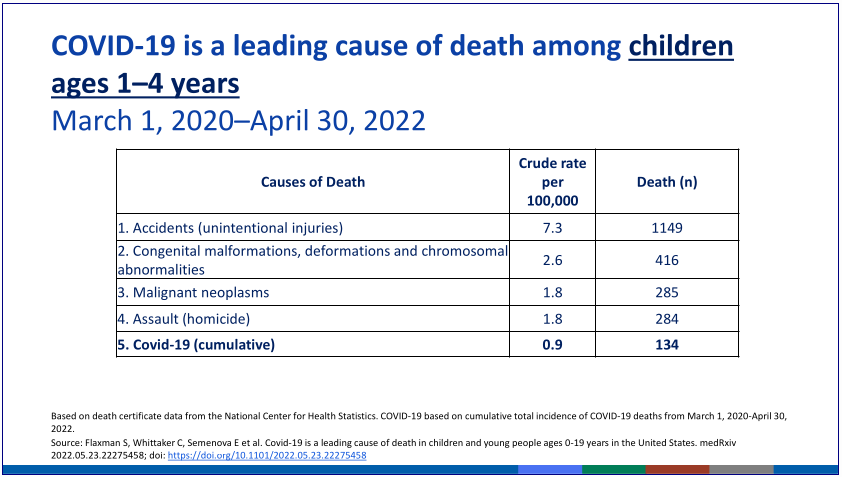 COVID-19 is a leading cause of death among children
ages 1–4 years
March 1, 2020–April 30, 2022
Causes of Death
Crude rate
per
100,000
Death (n)
1. Accidents (unintentional injuries)
7.3
1149
2. Congenital malformations, deformations and chromosomal
abnormalities
2.6
416
3. Malignant neoplasms
1.8
285
4. Assault (homicide)
1.8
284
5. Covid-19 (cumulative)
0.9
134
Based on death certificate data from the National Center for Health Statistics. COVID-19 based on cumulative total incidence of COVID-19 deaths from March 1, 2020-April 30,
2022.
Source: Flaxman S, Whittaker C, Semenova E et al. Covid-19 is a leading cause of death in children and young people ages 0-19 years in the United States. medRxiv
2022.05.23.22275458; doi: https://doi.org/10.1101/2022.05.23.22275458